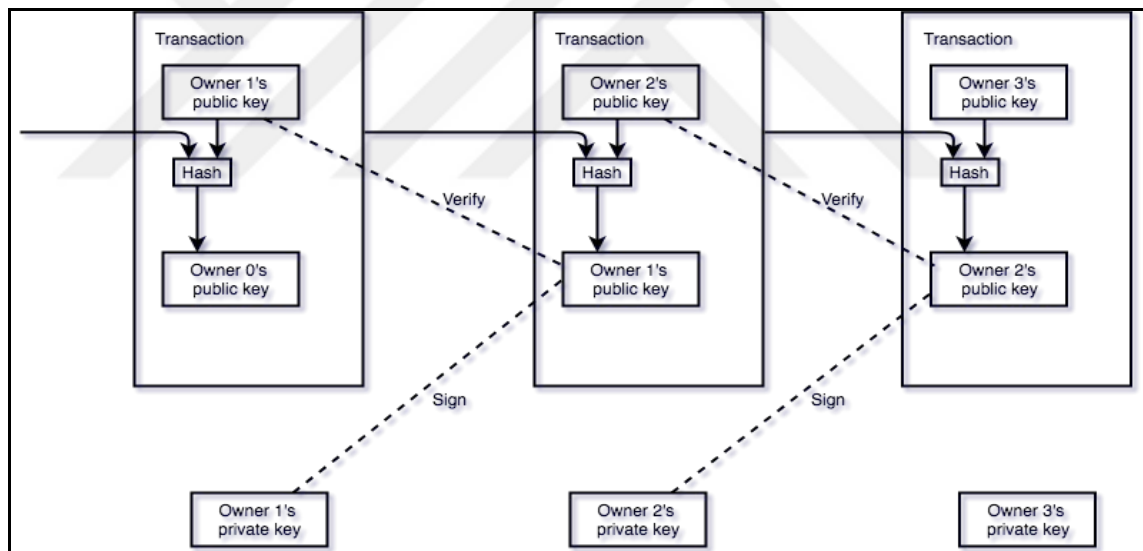 Transaction
Transaction
Transaction
Owner 1's
public key
Owner 2's
public key
Owner 3's
public key
Hash
Hash
Hash
Verify
Verify
Owner 0's
public key
Owner 1's
public key
Owner 2's
public key
Sign
Sign
Owner 1's
private key
Owner 2's
private key
Owner 3's
private key